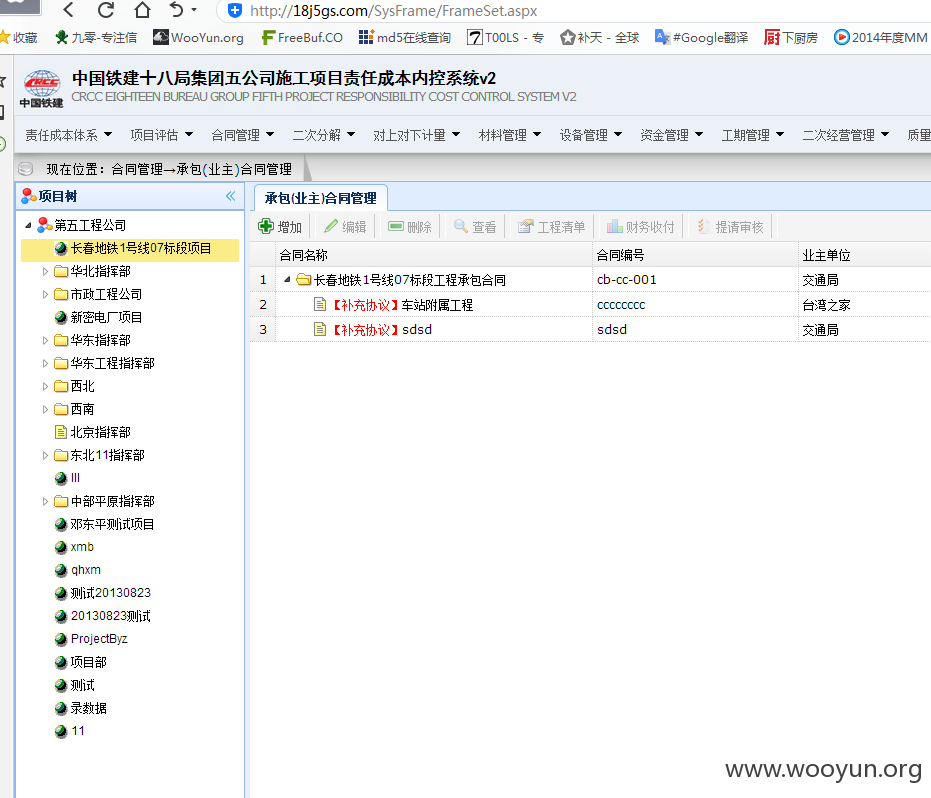 http://18j5gs.com/SysFrame/FrameSet.aspx
收藏 九零-专注信 WooYun.org FreeBuf.CO md5在线查询 T00LS - 专 补天 - 全球 #Google翻译 下厨房 2014年度MM
中国铁建十八局集团五公司施工项目责任成本内控系统v2
CRCC EIGHTEEN BUREAU GROUP FIFTH PROJECT RESPONSIBILITY COST CONTROL SYSTEM V2
CRCC
中国铁建
责任成本体系 项目评估 合同管理 二次分解 对上对下计量 材料管理 设备管理 资金管理 工期管理 二次经营管理 质量
现在位置：合同管理→承包(业主)合同管理
项目树 «
第五工程公司
长春地铁1号线07标段项目
华北指挥部
市政工程公司
新密电厂项目
华东指挥部
华东工程指挥部
西北
西南
北京指挥部
东北11指挥部
lll
中部平原指挥部
邓东平测试项目
xmb
qhxm
测试20130823
20130823测试
ProjectByz
项目部
测试
录数据
11
承包(业主)合同管理
增加 编辑 删除 查看 工程清单 财务收付 提请审核
合同名称 合同编号 业主单位
1 长春地铁1号线07标段工程承包合同 cb-cc-001 交通局
2 【补充协议】车站附属工程 cccccccc 台湾之家
3 【补充协议】sdsd sdsd 交通局
www.wooyun.org